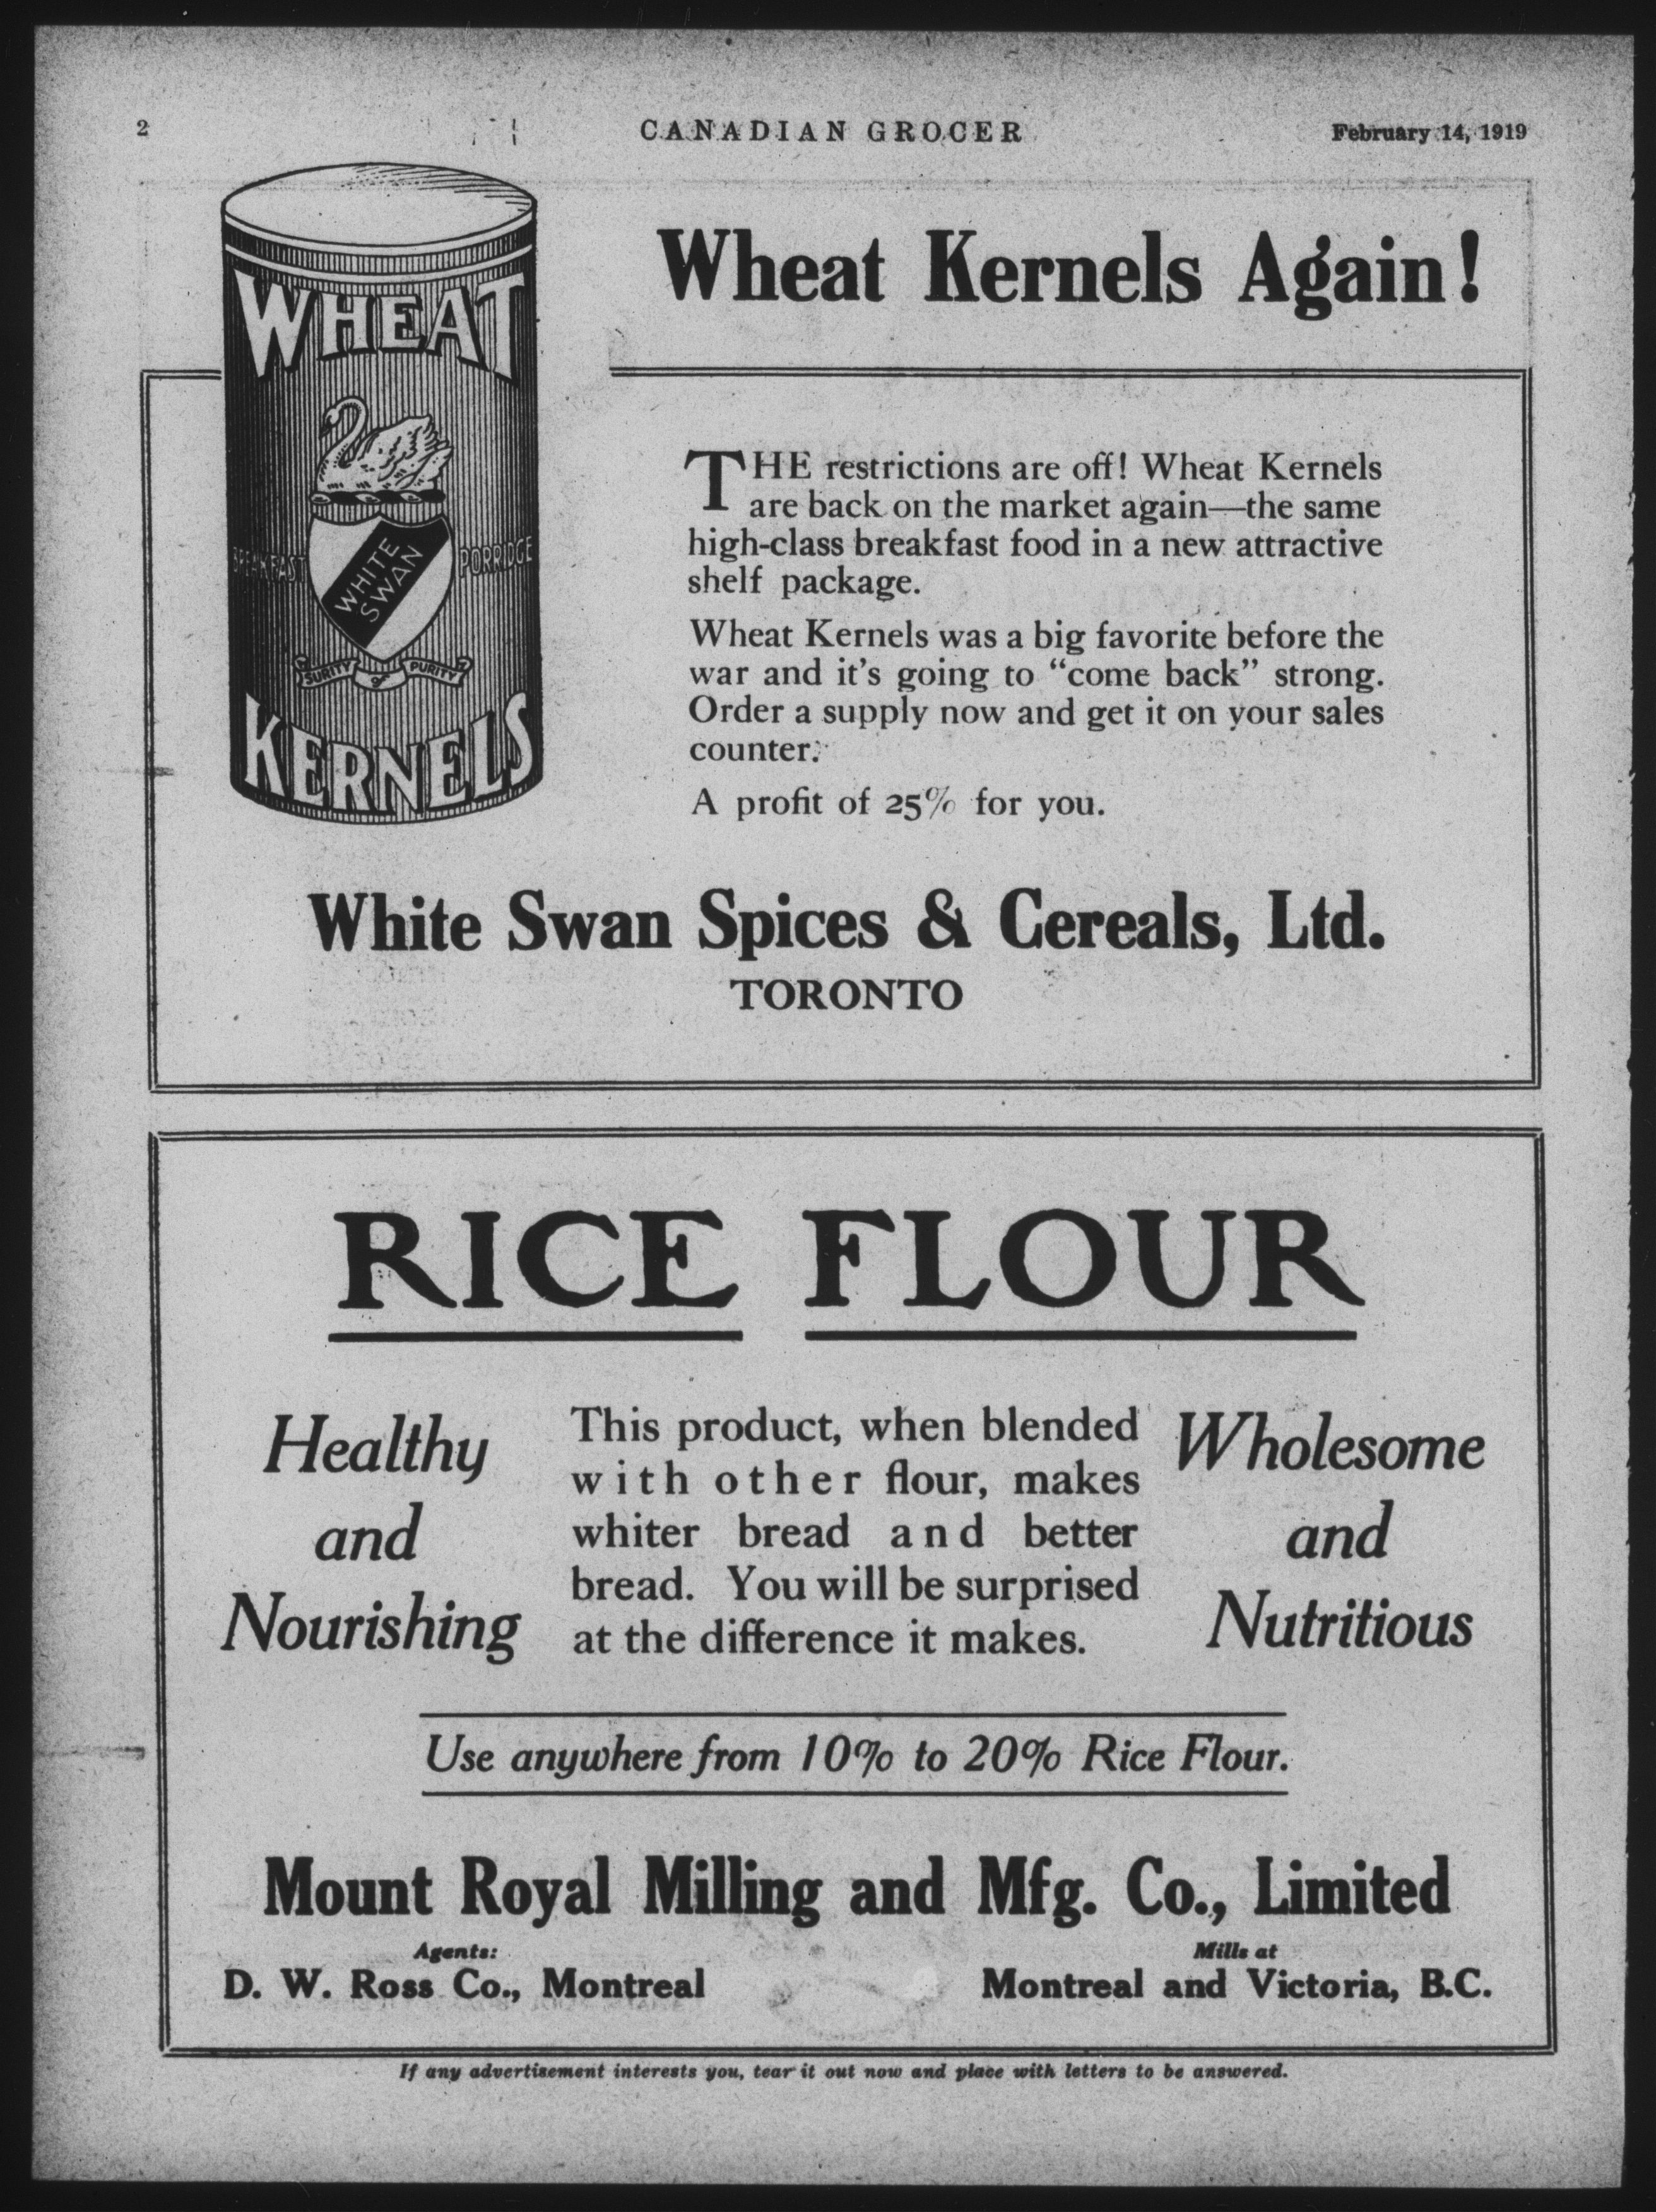 2
CANADIAN GROCER
February 14, 1919
WHEAT
BREAKFAST
WHITE
SWAN
PORRIDGE
SURITY & PURITY
KERNELS
Wheat Kernels Again!
THE restrictions are off! Wheat Kernels
are back on the market again—the same
high-class breakfast food in a new attractive
shelf package.
Wheat Kernels was a big favorite before the
war and it's going to "come back" strong.
Order a supply now and get it on your sales
counter.
A profit of 25% for you.
White Swan Spices & Cereals, Ltd.
TORONTO
RICE FLOUR
Healthy
and
Nourishing
This product, when blended
with other flour, makes
whiter bread and better
bread. You will be surprised
at the difference it makes.
Wholesome
and
Nutritious
Use anywhere from 10% to 20% Rice Flour.
Mount Royal Milling and Mfg. Co., Limited
Agents:
D. W. Ross Co., Montreal
Mills at
Montreal and Victoria, B.C.
If any advertisement interests you, tear it out now and place with letters to be answered.